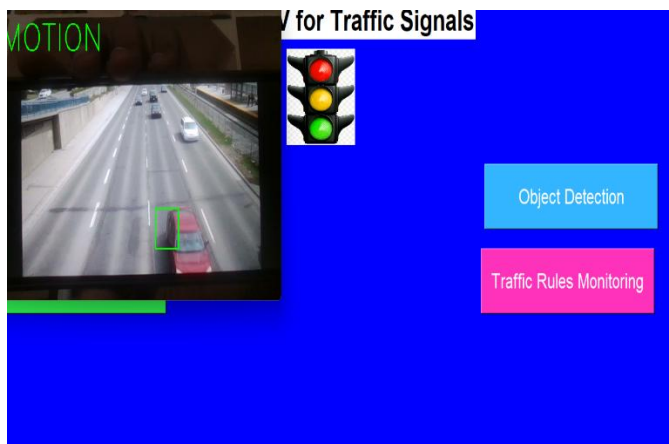 MOTION
for Traffic Signals
Object Detection
Traffic Rules Monitoring